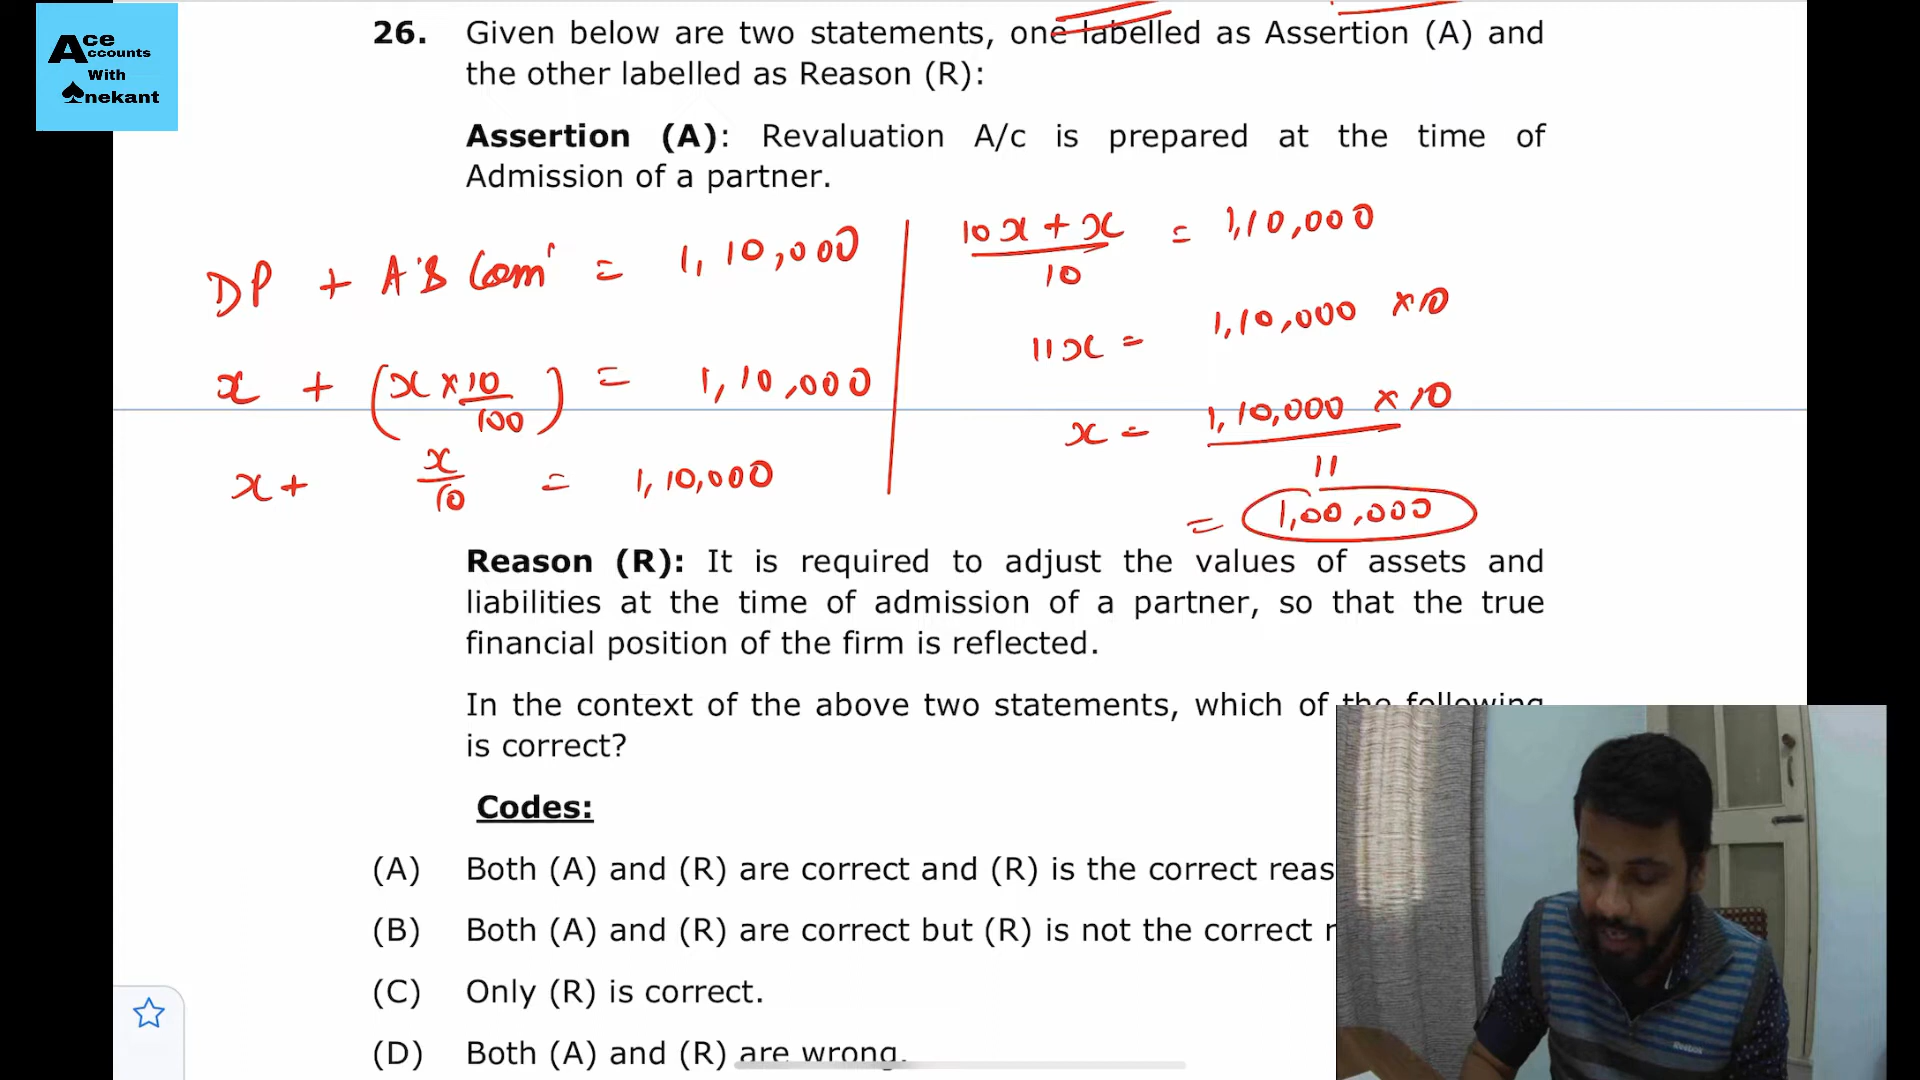 Ace
Accounts
With
Anekant
26. Given below are two statements, one labelled as Assertion (A) and
the other labelled as Reason (R):
Assertion (A): Revaluation A/c is prepared at the time of
Admission of a partner.
DP + A'B Com' = 1,10,000
x + (x × 10/100) = 1,10,000
x + x/10 = 1,10,000
10x + x / 10 = 1,10,000
11x = 1,10,000 × 10
x = 1,10,000 × 10 / 11
= 1,00,000
Reason (R): It is required to adjust the values of assets and
liabilities at the time of admission of a partner, so that the true
financial position of the firm is reflected.
In the context of the above two statements, which of the following
is correct?
Codes:
(A) Both (A) and (R) are correct and (R) is the correct reas
(B) Both (A) and (R) are correct but (R) is not the correct
(C) Only (R) is correct.
(D) Both (A) and (R) are wrong.
Reebok